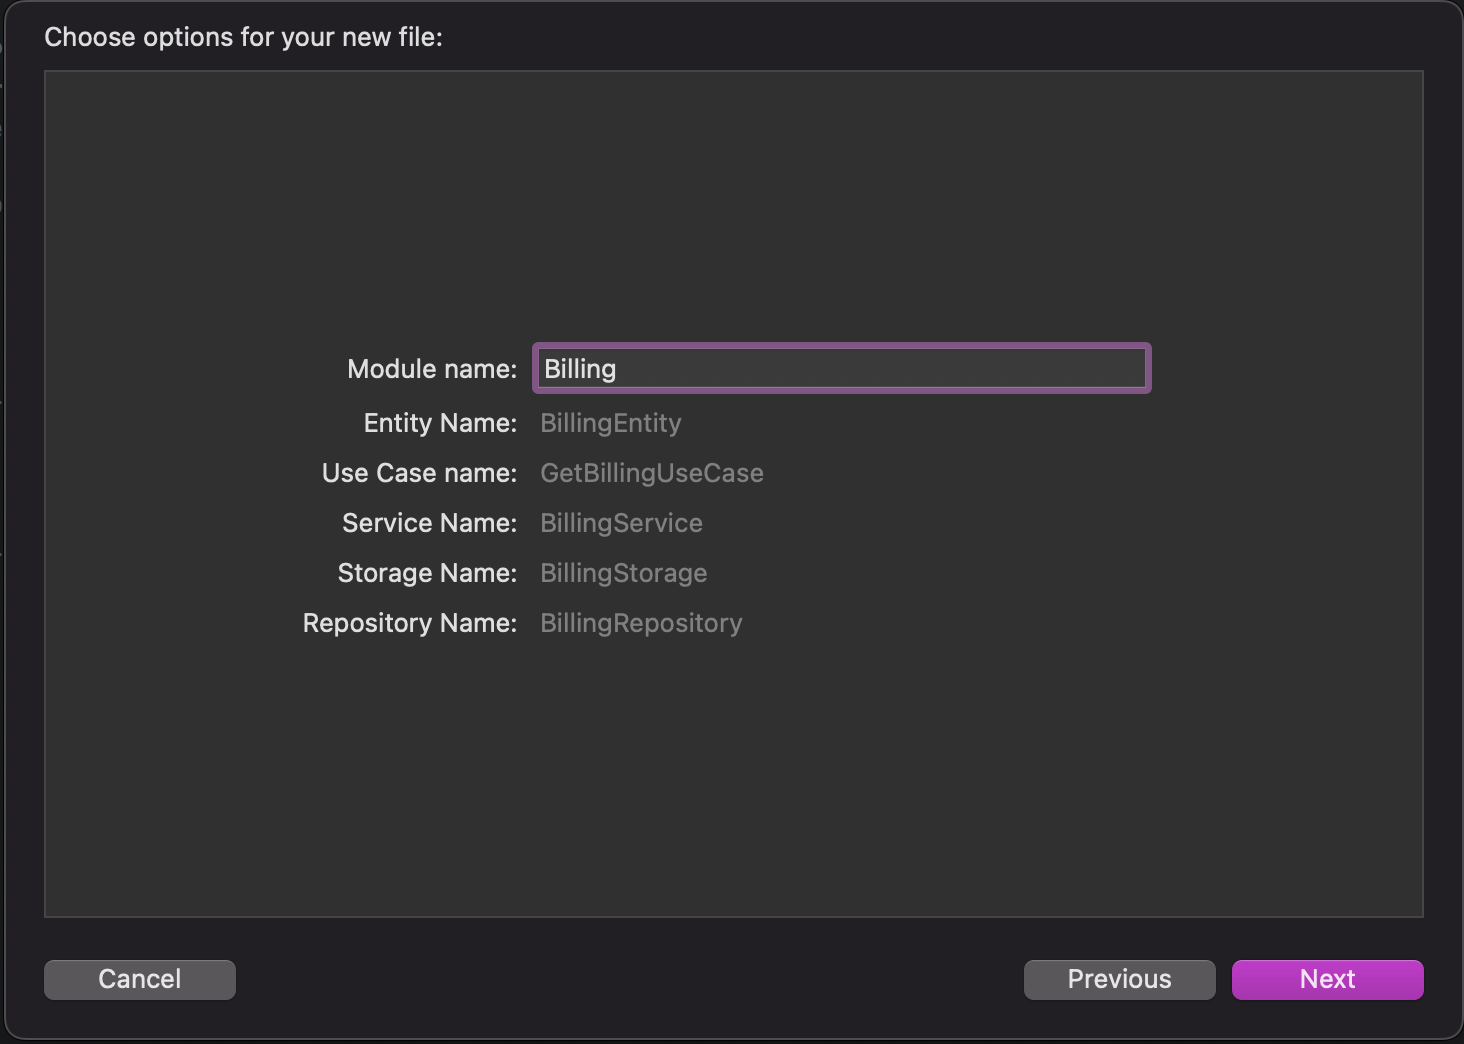 Choose options for your new file:
Module name: Billing
Entity Name: BillingEntity
Use Case name: GetBillingUseCase
Service Name: BillingService
Storage Name: BillingStorage
Repository Name: BillingRepository
Cancel Previous Next